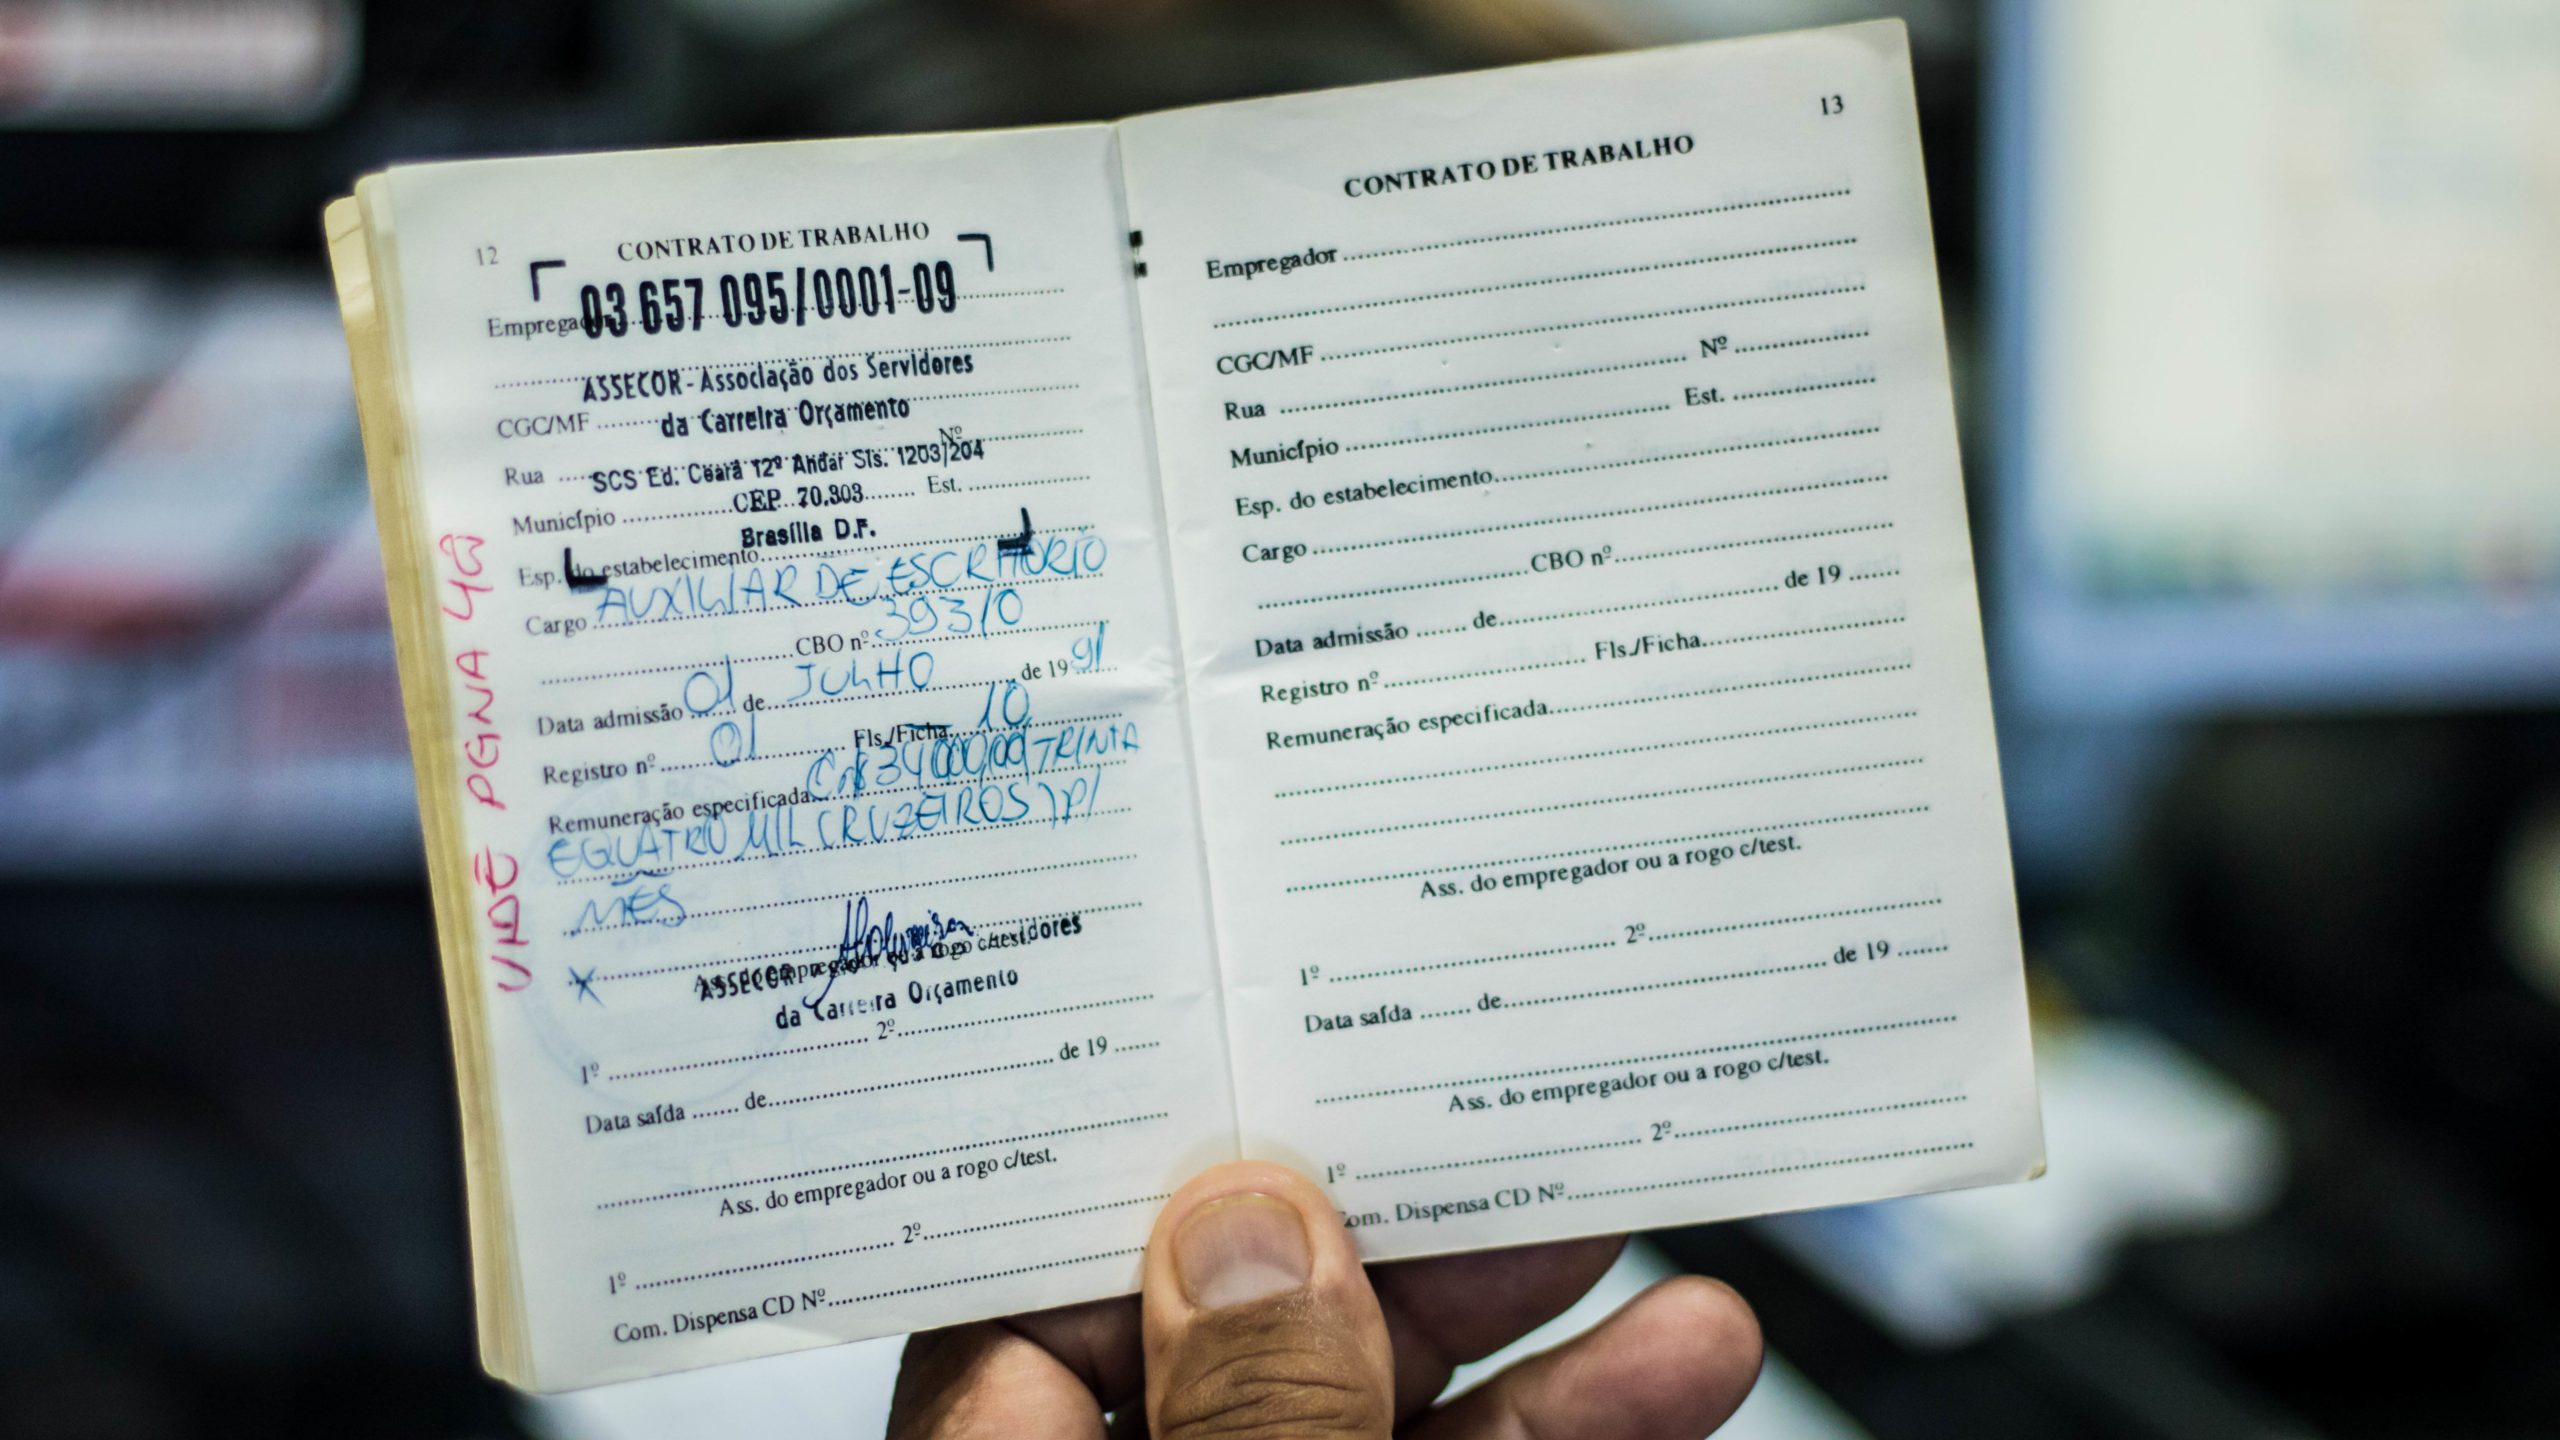 12
CONTRATO DE TRABALHO
03 657 095/0001-09
Empregador
ASSECOR - Associação dos Servidores
CGC/MF da Carreira Orçamento
Nº
Rua SCS Ed. Ceará 12º Andar Sls. 1203/204
Município CEP 70.303 Est.
Brasília D.F.
Esp. do estabelecimento
Cargo AUXILIAR DE ESCRITÓRIO
CBO nº 393/0
Data admissão 01 de JULHO de 19 91
Registro nº 01 Fls./Ficha 10
Remuneração especificada Cr$ 34000,00 (TRINTA
E QUATRO MIL CRUZEIROS) P/
MÊS
X
Ass. do empregador ou a rogo c/test.
ASSECOR - dos Servidores
da Carreira Orçamento
1º 2º
Data saída de de 19
Ass. do empregador ou a rogo c/test.
1º 2º
Com. Dispensa CD Nº
VIDE PGNA 48
13
CONTRATO DE TRABALHO
Empregador
CGC/MF
Rua Nº
Município Est.
Esp. do estabelecimento
Cargo
CBO nº
Data admissão de de 19
Registro nº Fls./Ficha
Remuneração especificada
Ass. do empregador ou a rogo c/test.
1º 2º
Data saída de de 19
Ass. do empregador ou a rogo c/test.
1º 2º
Com. Dispensa CD Nº